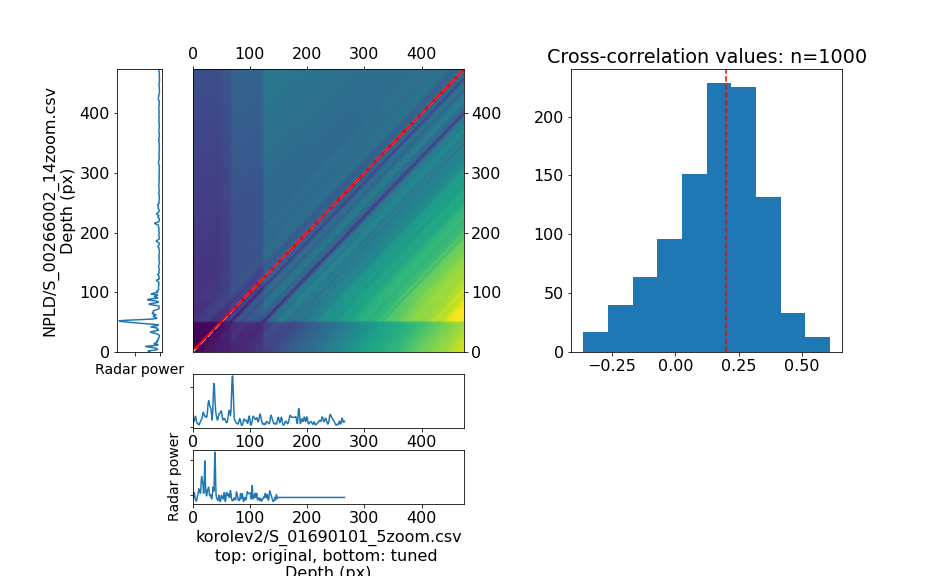 0 100 200 300 400
Cross-correlation values: n=1000
NPLD/S_00266002_14zoom.csv
Depth (px)
400
300
200
100
0
400
300
200
100
0
200
150
100
50
0
−0.25 0.00 0.25 0.50
Radar power
0 100 200 300 400
Radar power
0 100 200 300 400
korolev2/S_01690101_5zoom.csv
top: original, bottom: tuned
Depth (px)